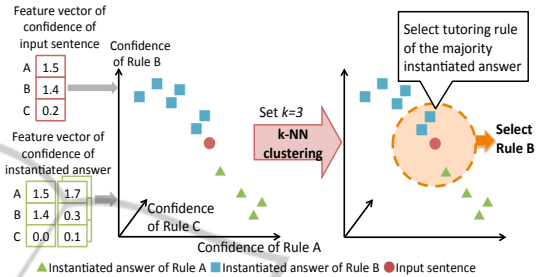 Feature vector of
confidence of
input sentence
A 1.5
B 1.4
C 0.2
Feature vector of
confidence of
instantiated answer
A 1.5 1.7
B 1.4 0.3
C 0.0 0.1
Confidence
of Rule B
Confidence
of Rule C
Confidence of Rule A
Set k=3
k-NN
clustering
Select tutoring rule
of the majority
instantiated answer
Select
Rule B
Instantiated answer of Rule A Instantiated answer of Rule B Input sentence